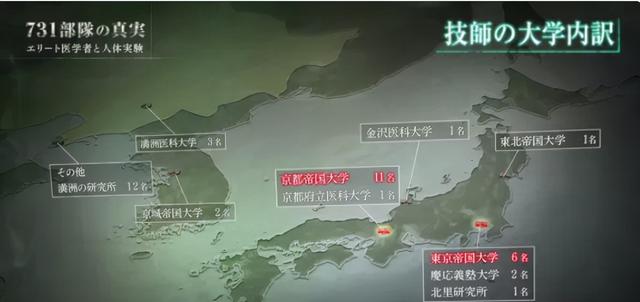 731部隊の真実
エリート医学者と人体実験
技師の大学内訳
満洲医科大学 3名
その他
満洲の研究所 12名
京城帝国大学 2名
金沢医科大学 1名
東北帝国大学 1名
京都帝国大学 11名
京都府立医科大学 1名
東京帝国大学 6名
慶応義塾大学 2名
北里研究所 1名